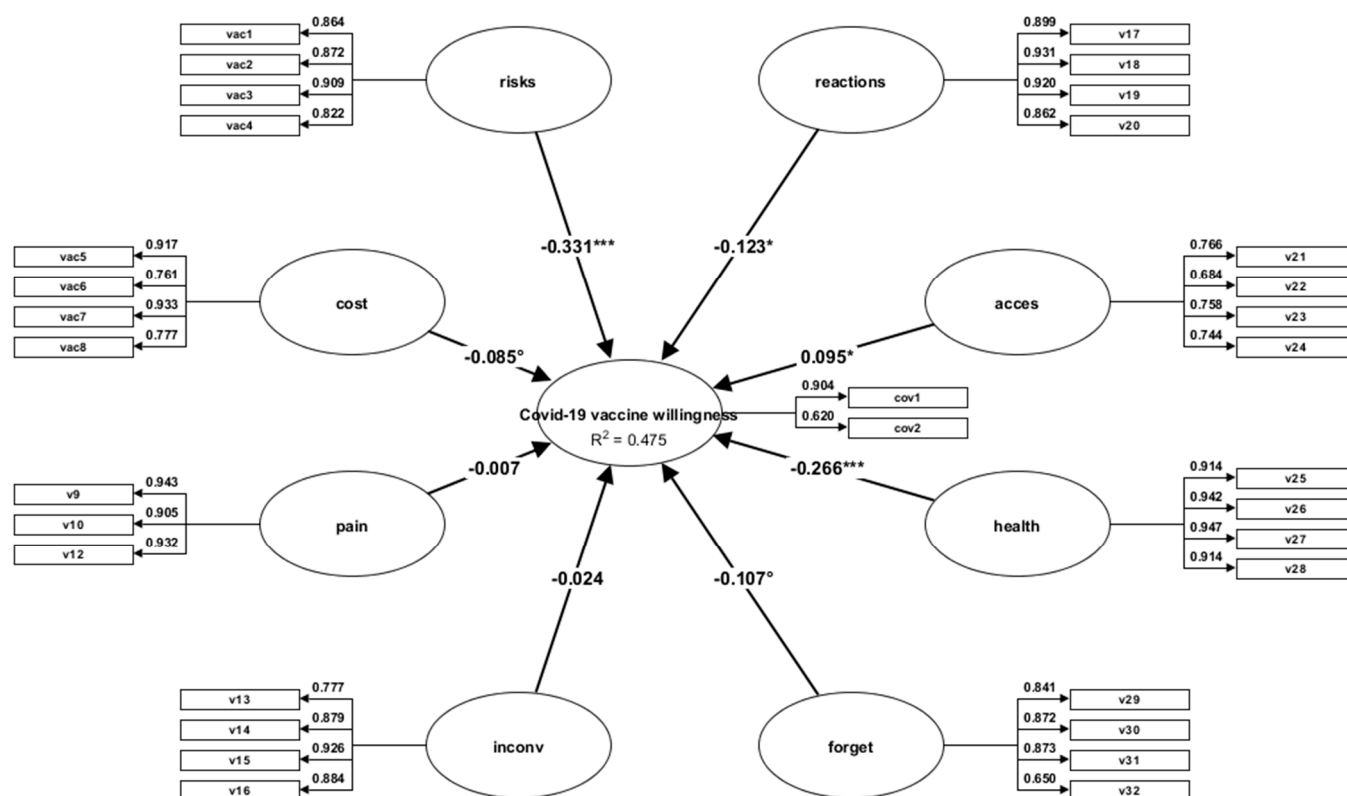 0.864
vac1
0.872
vac2
0.909
vac3
0.822
vac4
risks
0.899
v17
0.931
v18
0.920
v19
0.862
v20
reactions
-0.331***
-0.123*
0.917
vac5
0.761
vac6
0.933
vac7
0.777
vac8
cost
-0.085°
0.766
v21
0.684
v22
0.758
v23
0.744
v24
acces
0.095*
Covid-19 vaccine willingness
R² = 0.475
0.904
cov1
0.620
cov2
0.943
v9
0.905
v10
0.932
v12
pain
-0.007
0.914
v25
0.942
v26
0.947
v27
0.914
v28
health
-0.266***
-0.024
-0.107°
0.777
v13
0.879
v14
0.926
v15
0.884
v16
inconv
0.841
v29
0.872
v30
0.873
v31
0.650
v32
forget